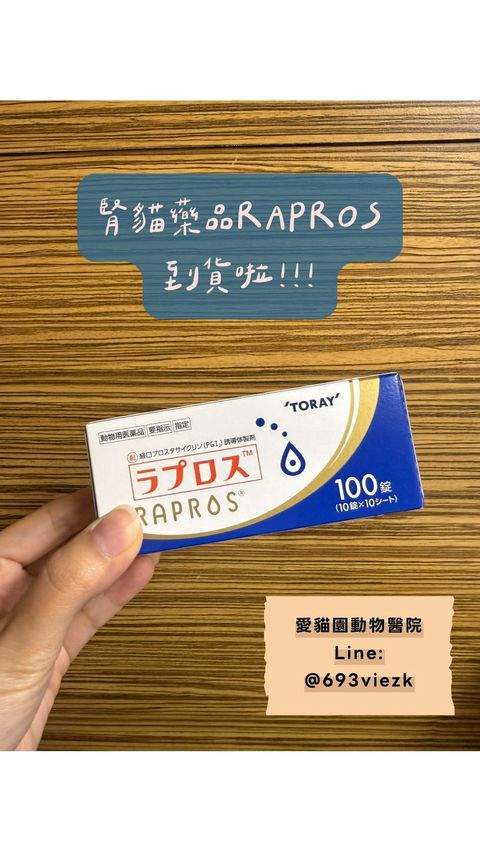 腎貓藥品RAPROS
到貨啦!!!
'TORAY'
動物用医薬品 要指示 指定
劇 経口プロスタサイクリン(PGI₂)誘導体製剤
ラプロス™
RAPROS®
100錠
(10錠×10シート)
愛貓園動物醫院
Line:
@693viezk